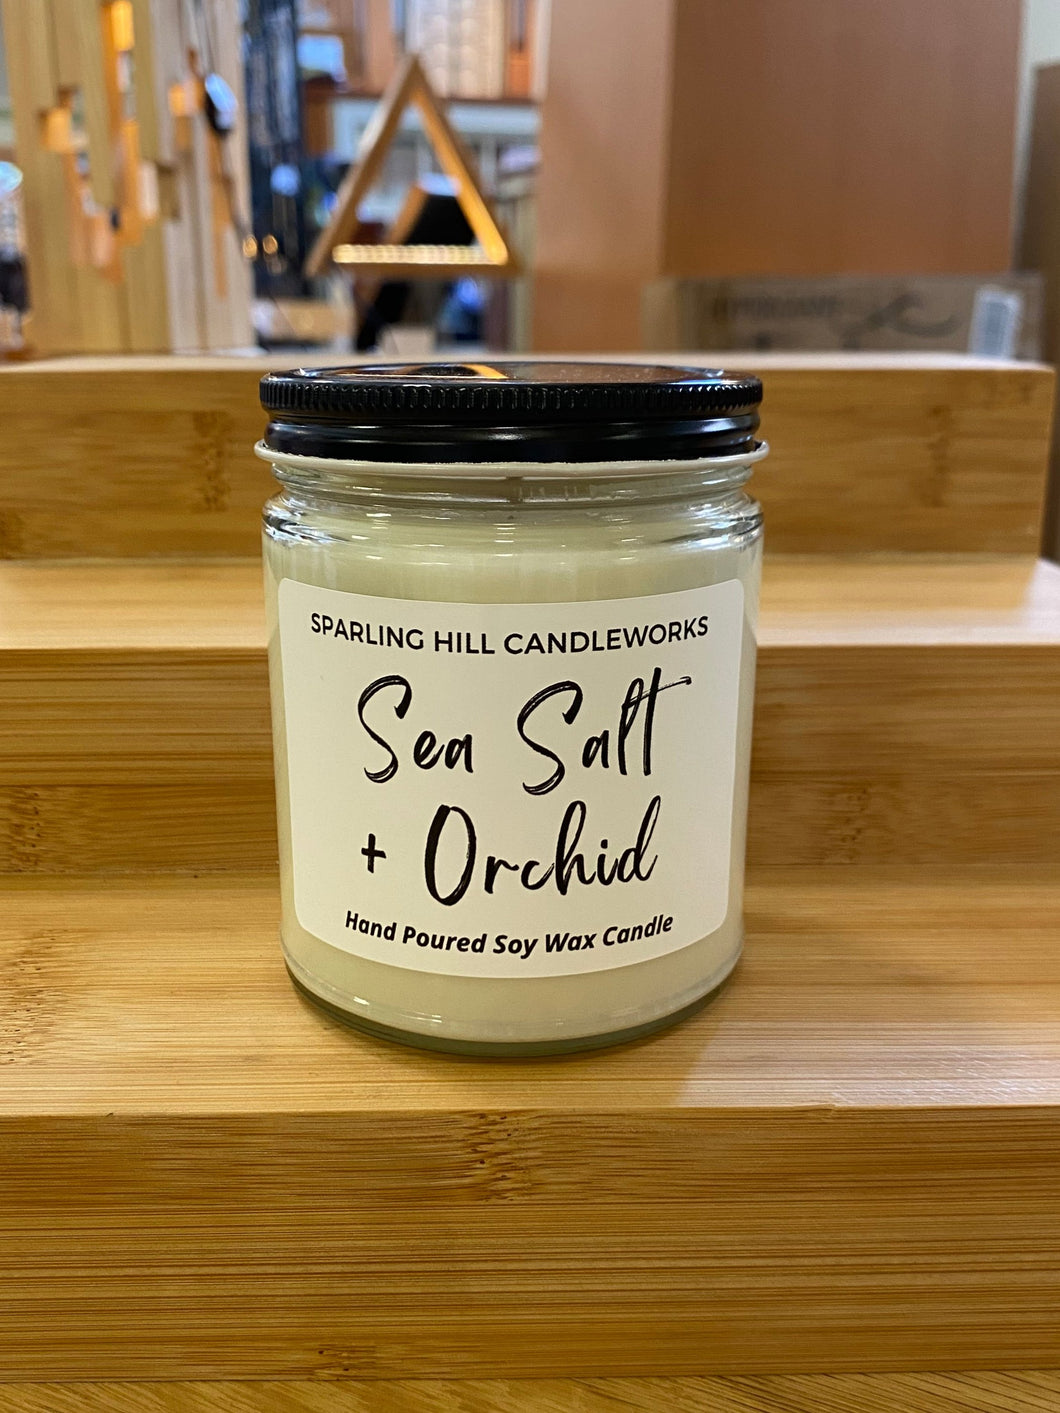 SPARLING HILL CANDLEWORKS
Sea Salt
+ Orchid
Hand Poured Soy Wax Candle